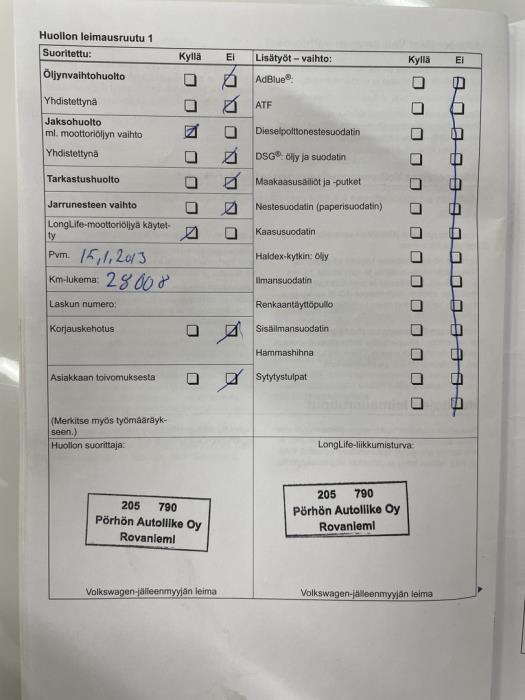 Huollon leimausruutu 1
Suoritettu: Kyllä Ei
Öljynvaihtohuolto
Yhdistettynä
Jaksohuolto
ml. moottoriöljyn vaihto
Yhdistettynä
Tarkastushuolto
Jarrunesteen vaihto
LongLife-moottoriöljyä käytet-
ty
Pvm. 15,1,2013
Km-lukema: 28008
Laskun numero:
Korjauskehotus
Asiakkaan toivomuksesta
(Merkitse myös työmääräyk-
seen.)
Huollon suorittaja:
205 790
Pörhön Autoliike Oy
Rovaniemi
Volkswagen-jälleenmyyjän leima
Lisätyöt – vaihto: Kyllä Ei
AdBlue®:
ATF
Dieselpolttonestesuodatin
DSG®: öljy ja suodatin
Maakaasusäiliöt ja -putket
Nestesuodatin (paperisuodatin)
Kaasusuodatin
Haldex-kytkin: öljy
Ilmansuodatin
Renkaantäyttöpullo
Sisäilmansuodatin
Hammashihna
Sytytystulpat
LongLife-liikkumisturva:
205 790
Pörhön Autoliike Oy
Rovaniemi
Volkswagen-jälleenmyyjän leima